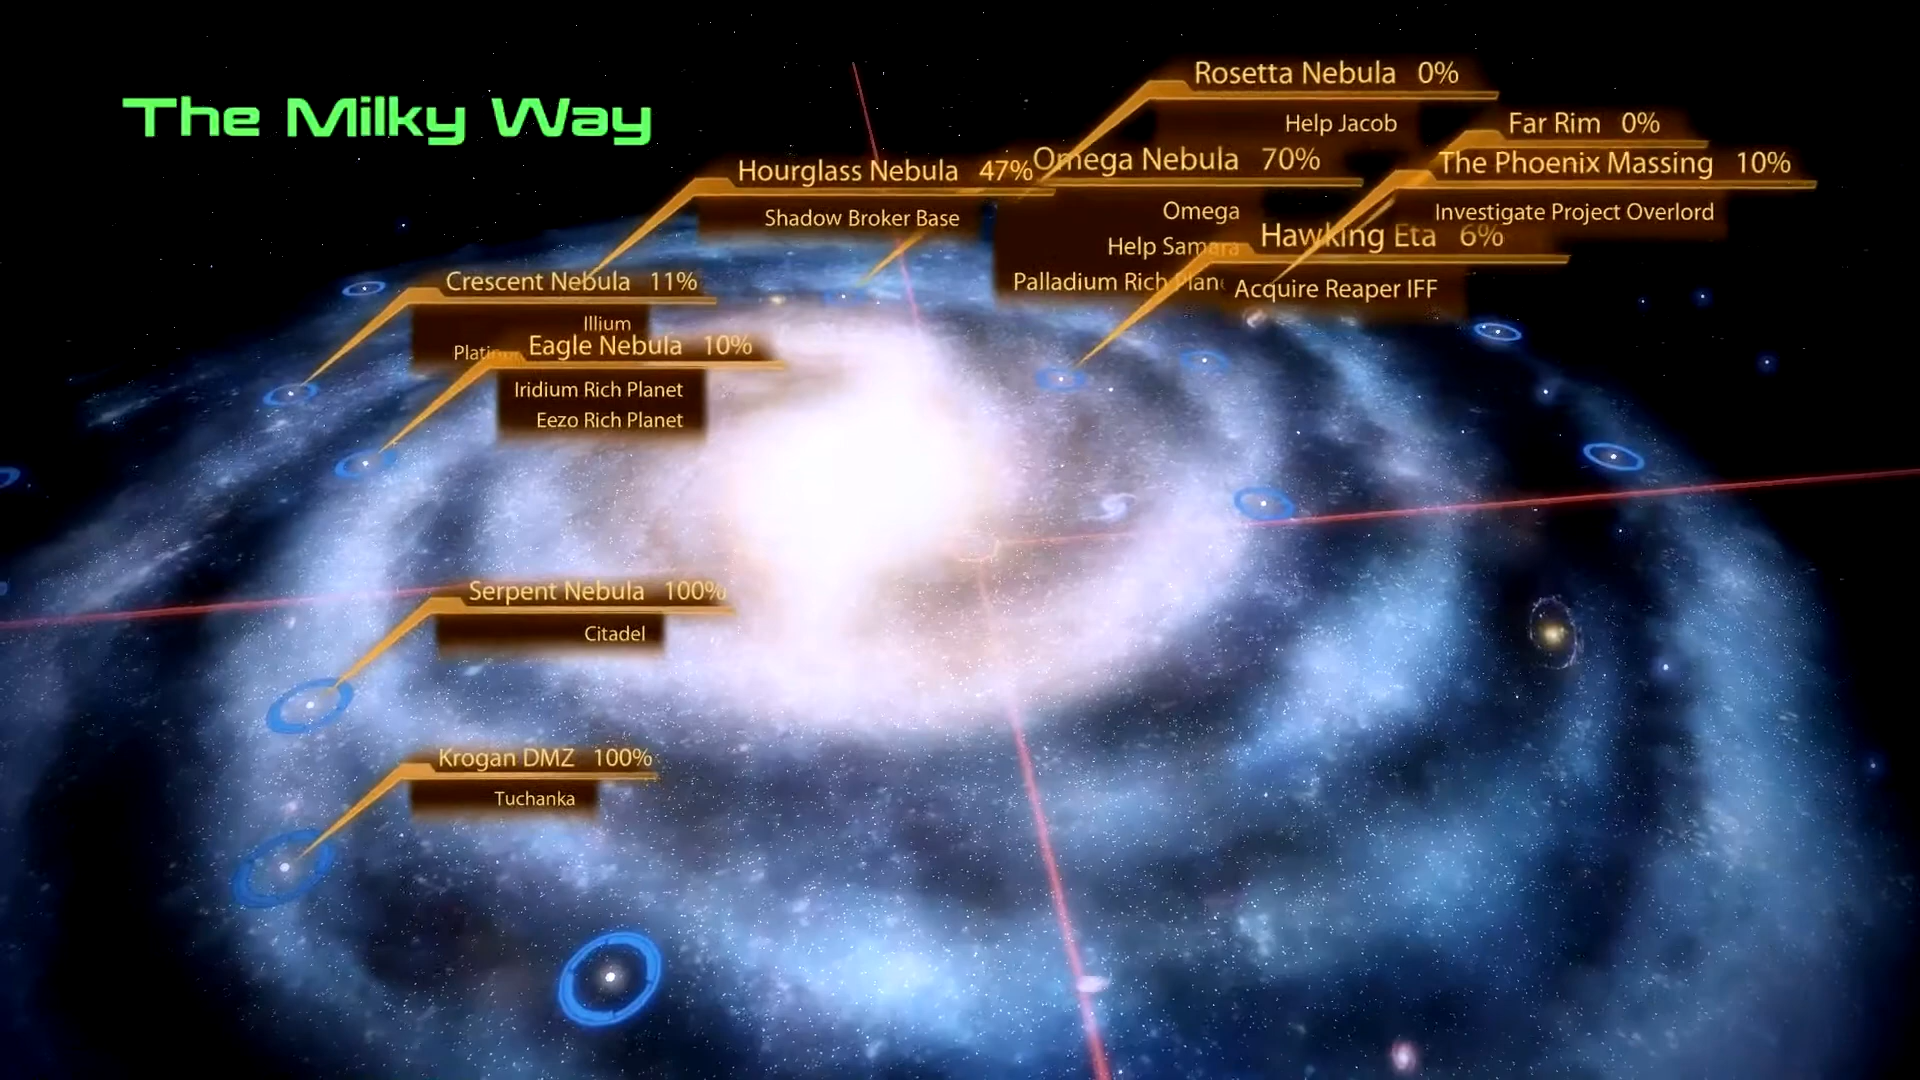 The Milky Way
Rosetta Nebula 0%
Help Jacob
Far Rim 0%
The Phoenix Massing 10%
Investigate Project Overlord
Omega Nebula 70%
Omega
Help Samara
Palladium Rich
Hawking Eta 6%
Acquire Reaper IFF
Hourglass Nebula 47%
Shadow Broker Base
Crescent Nebula 11%
Illium
Eagle Nebula 10%
Iridium Rich Planet
Eezo Rich Planet
Serpent Nebula 100%
Citadel
Krogan DMZ 100%
Tuchanka